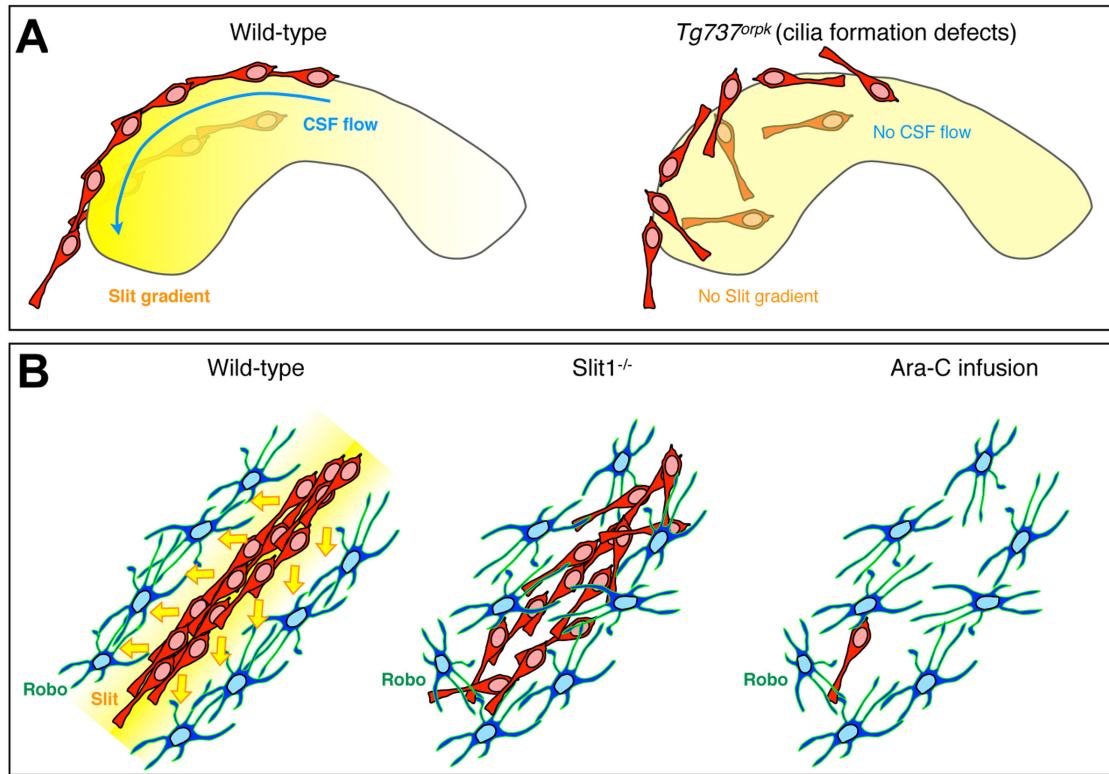 A
Wild-type
Tg737orpk (cilia formation defects)
CSF flow
No CSF flow
Slit gradient
No Slit gradient
B
Wild-type
Slit1-/-
Ara-C infusion
Robo
Slit
Robo
Robo